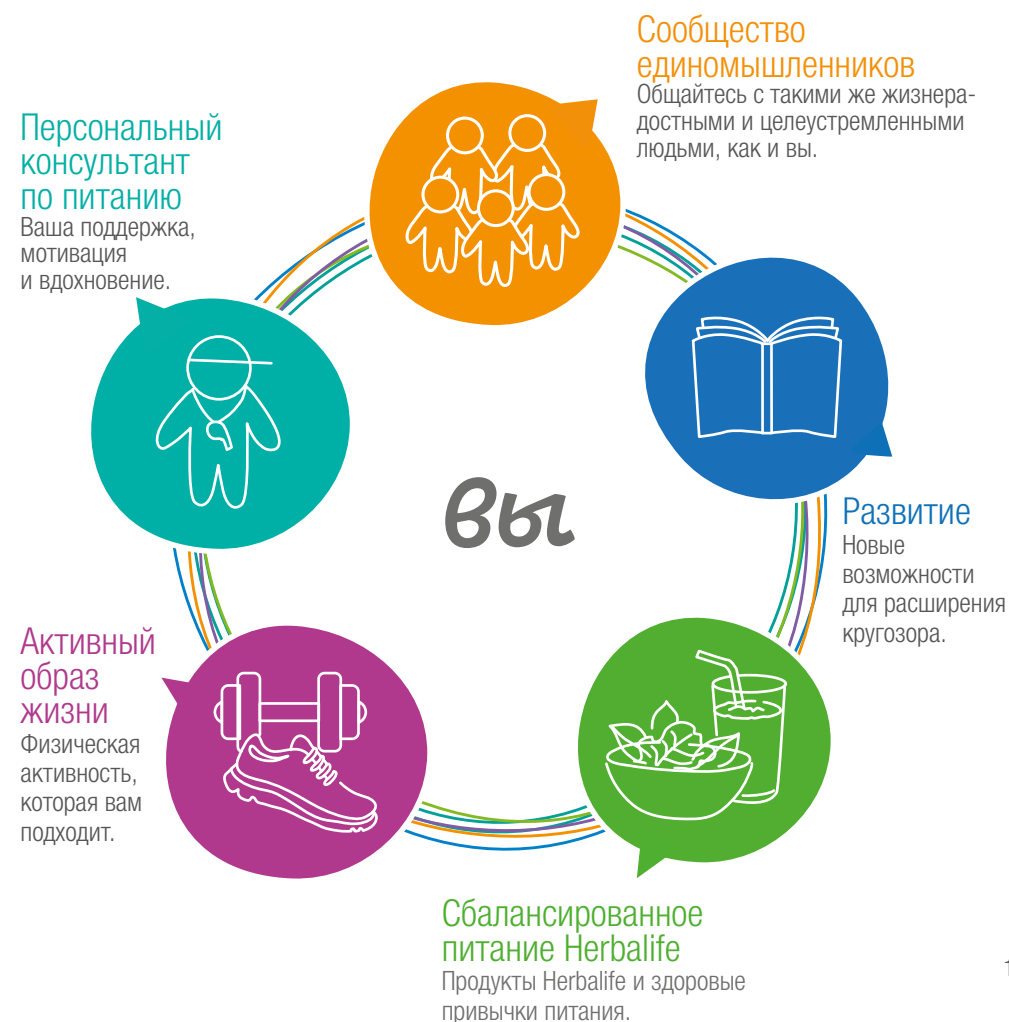 Сообщество
единомышленников
Общайтесь с такими же жизнера-
достными и целеустремленными
людьми, как и вы.
Персональный
консультант
по питанию
Ваша поддержка,
мотивация
и вдохновение.
вы
Развитие
Новые
возможности
для расширения
кругозора.
Активный
образ
жизни
Физическая
активность,
которая вам
подходит.
Сбалансированное
питание Herbalife
Продукты Herbalife и здоровые
привычки питания.